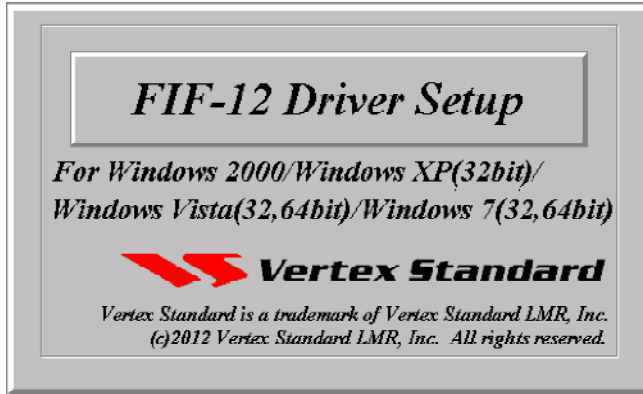 FIF-12 Driver Setup
For Windows 2000/Windows XP(32bit)/
Windows Vista(32,64bit)/Windows 7(32,64bit)
Vertex Standard
Vertex Standard is a trademark of Vertex Standard LMR, Inc.
(c)2012 Vertex Standard LMR, Inc. All rights reserved.